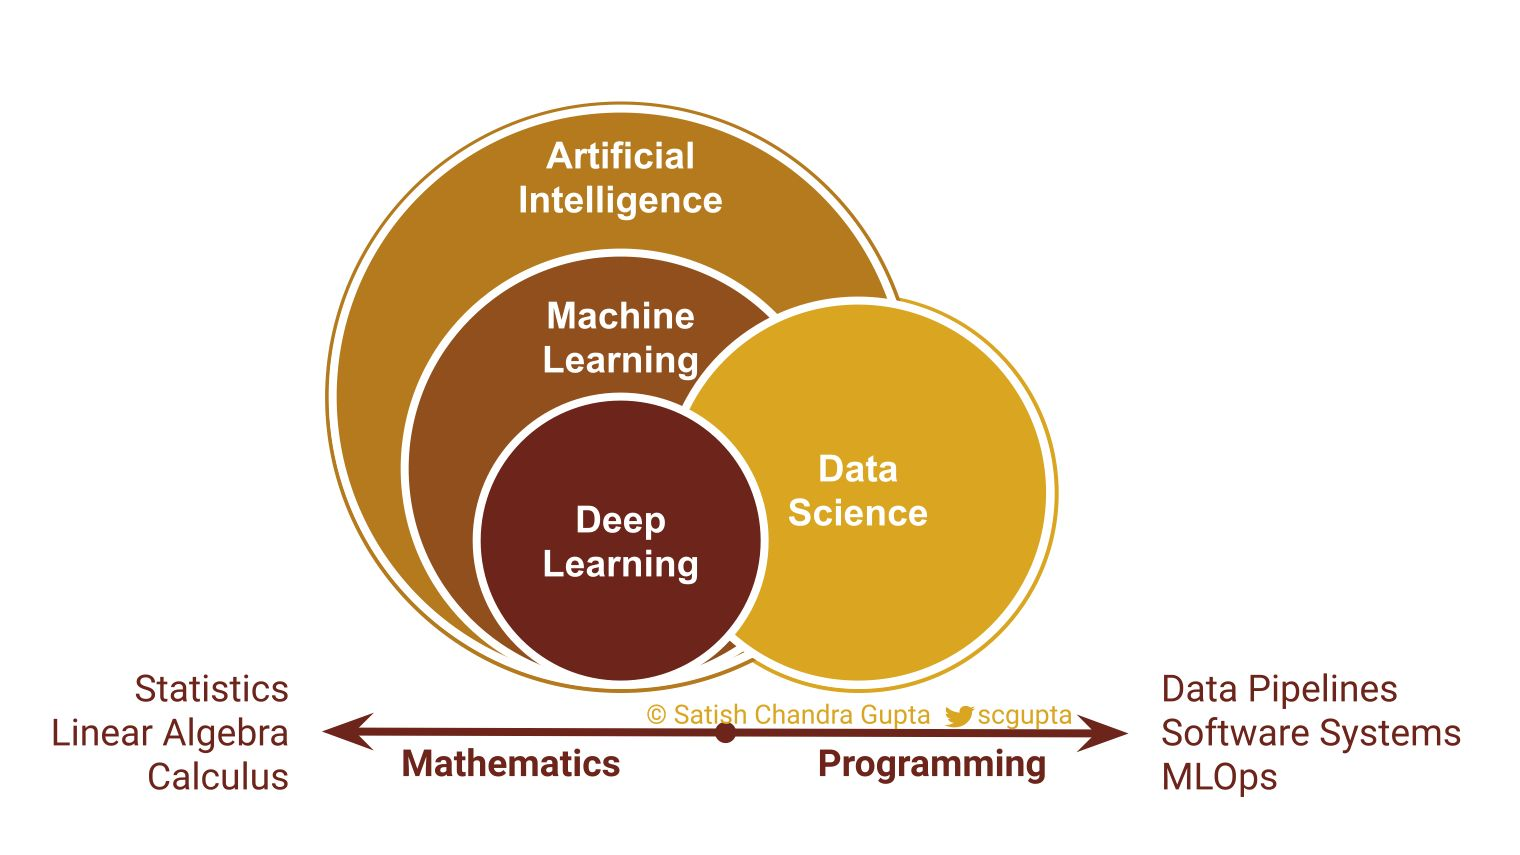 Artificial
Intelligence
Machine
Learning
Data
Science
Deep
Learning
Statistics
Linear Algebra
Calculus
Data Pipelines
Software Systems
MLOps
© Satish Chandra Gupta scgupta
Mathematics
Programming